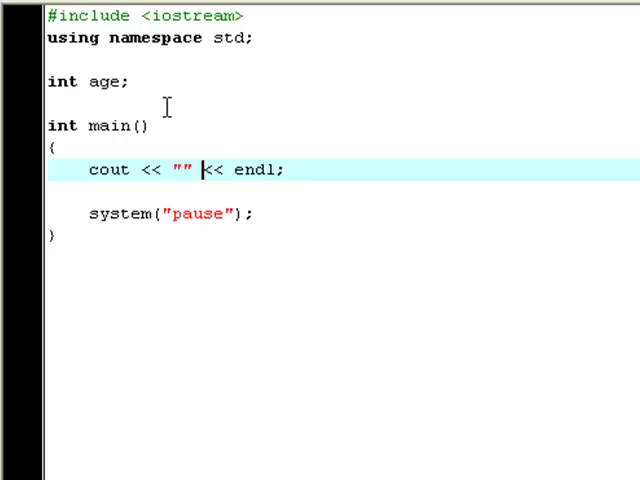 #include <iostream>
using namespace std;
int age;
int main()
{
cout << "" << endl;
system("pause");
}